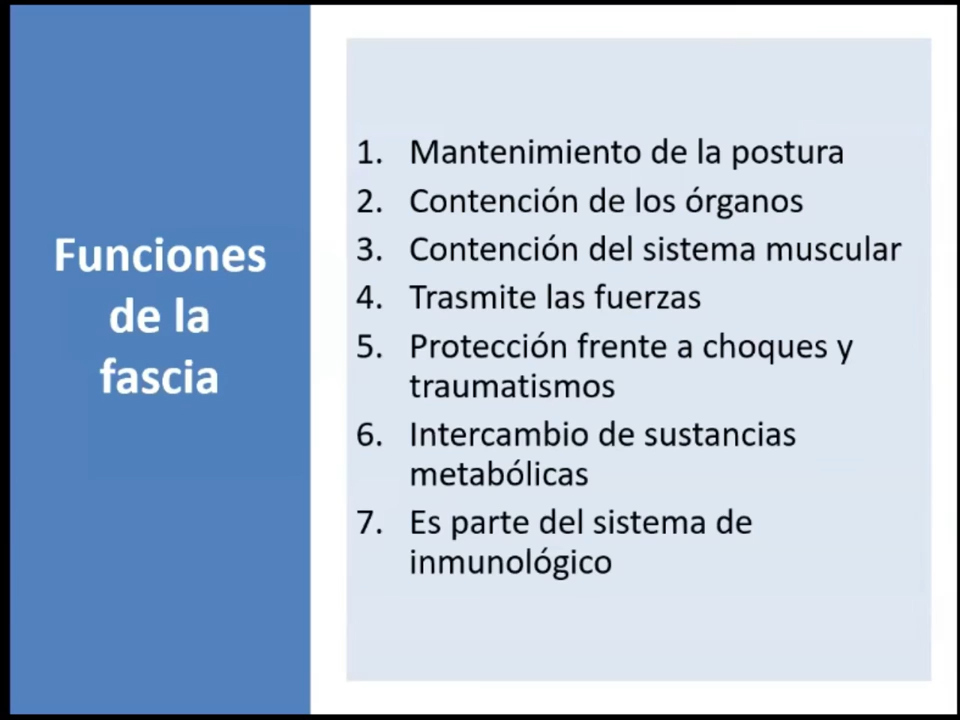 Funciones
de la
fascia
1. Mantenimiento de la postura
2. Contención de los órganos
3. Contención del sistema muscular
4. Trasmite las fuerzas
5. Protección frente a choques y
traumatismos
6. Intercambio de sustancias
metabólicas
7. Es parte del sistema de
inmunológico